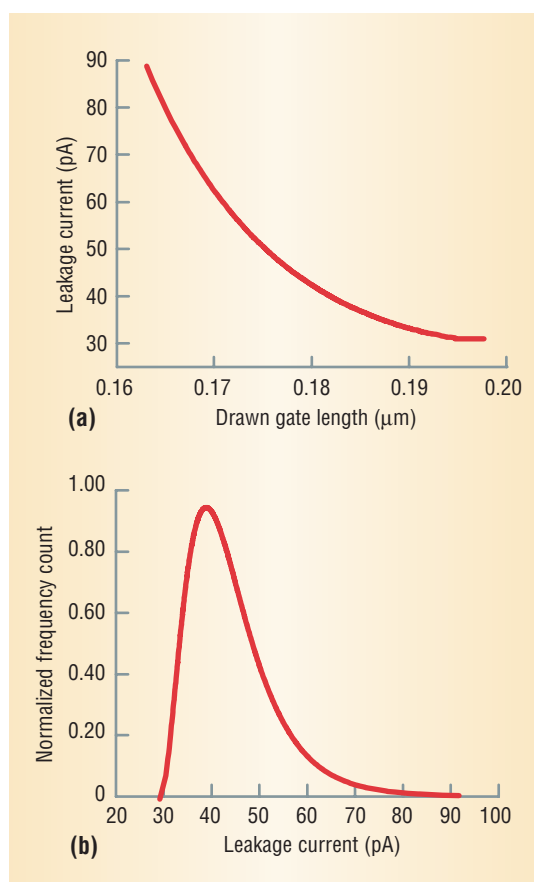 90
80
70
60
50
40
30
Leakage current (pA)
0.16 0.17 0.18 0.19 0.20
(a) Drawn gate length (μm)
1.00
0.80
0.60
0.40
0.20
0
Normalized frequency count
20 30 40 50 60 70 80 90 100
(b) Leakage current (pA)